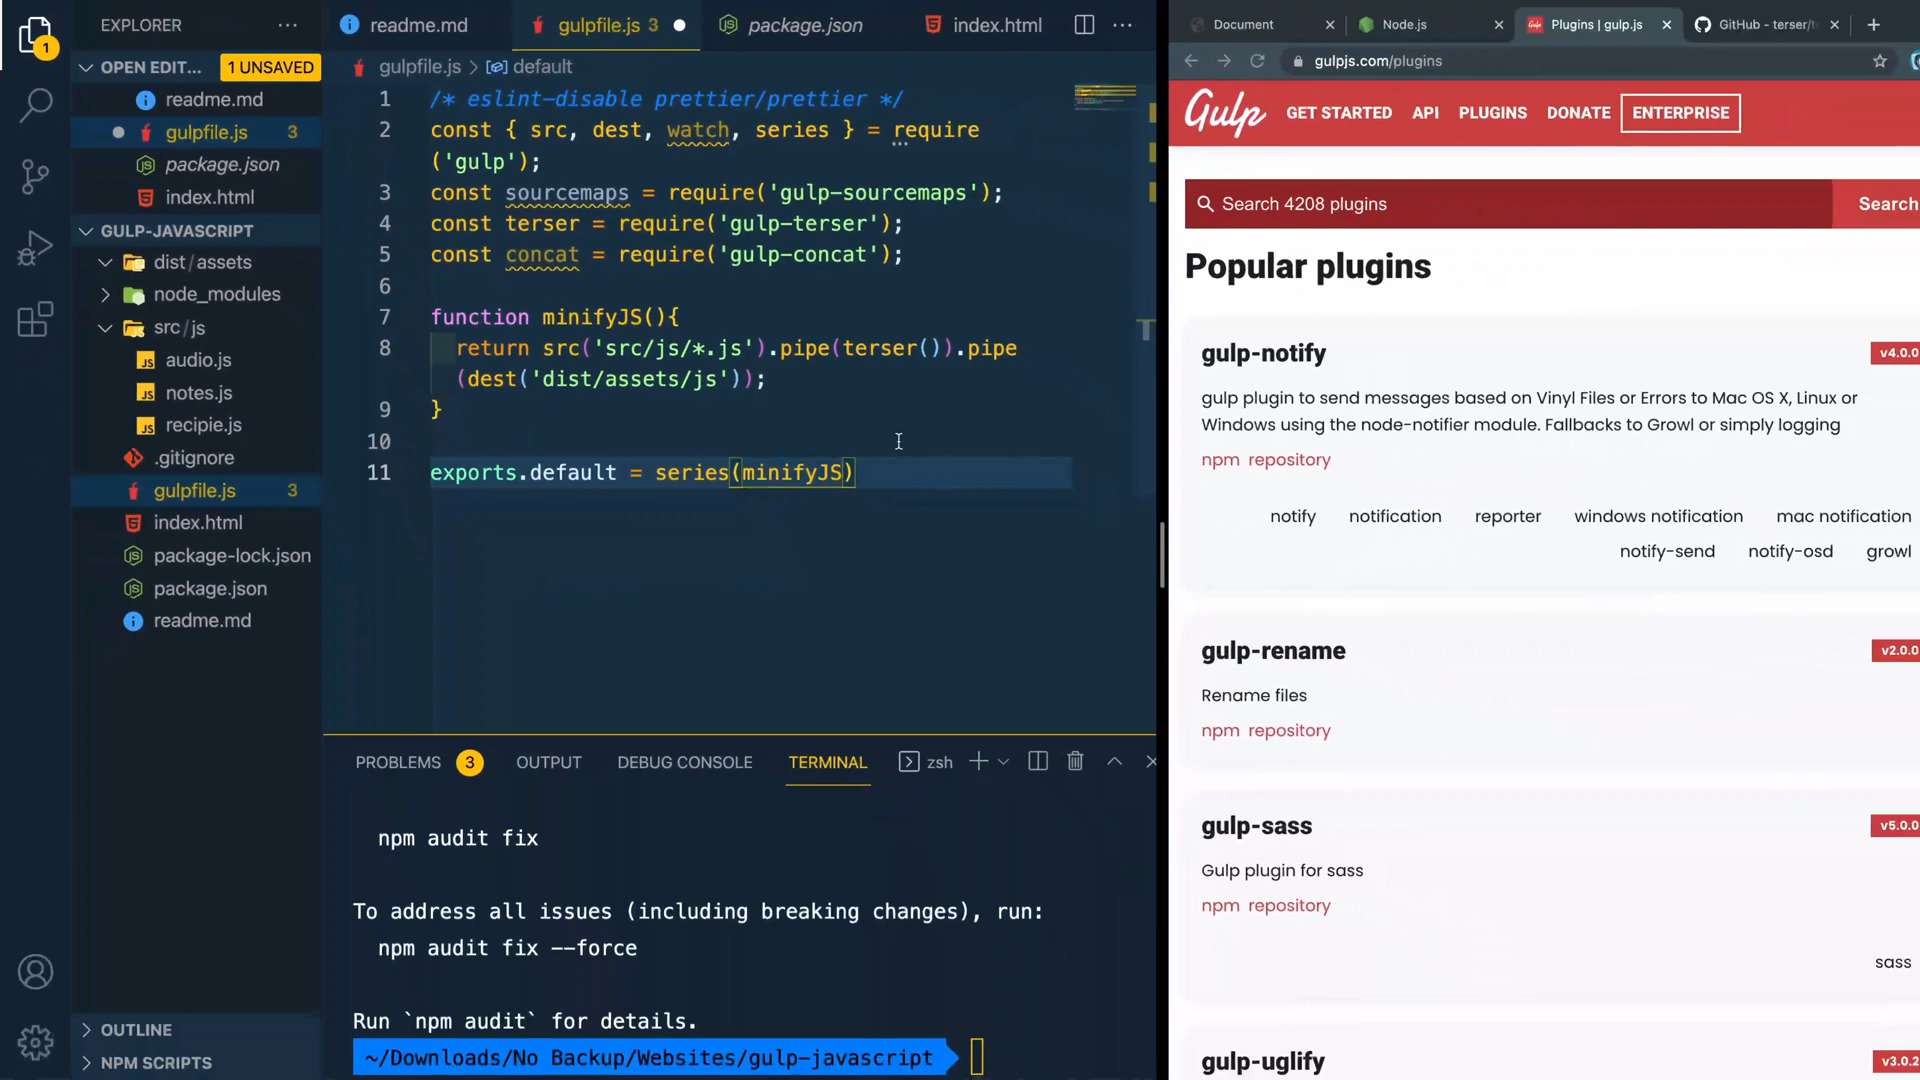 EXPLORER
OPEN EDIT...
1 UNSAVED
readme.md
gulpfile.js 3
package.json
index.html
GULP-JAVASCRIPT
dist/assets
node_modules
src/js
audio.js
notes.js
recipie.js
.gitignore
gulpfile.js 3
index.html
package-lock.json
package.json
readme.md
OUTLINE
NPM SCRIPTS
1
readme.md
gulpfile.js 3
package.json
index.html
gulpfile.js > default
1 /* eslint-disable prettier/prettier */
2 const { src, dest, watch, series } = require
('gulp');
3 const sourcemaps = require('gulp-sourcemaps');
4 const terser = require('gulp-terser');
5 const concat = require('gulp-concat');
6
7 function minifyJS(){
8 return src('src/js/*.js').pipe(terser()).pipe
(dest('dist/assets/js'));
9 }
10
11 exports.default = series(minifyJS)
PROBLEMS 3 OUTPUT DEBUG CONSOLE TERMINAL zsh
npm audit fix
To address all issues (including breaking changes), run:
npm audit fix --force
Run `npm audit` for details.
~/Downloads/No Backup/Websites/gulp-javascript
Document
Node.js
Plugins | gulp.js
GitHub - terser/t
gulpjs.com/plugins
Gulp GET STARTED API PLUGINS DONATE ENTERPRISE
Search 4208 plugins Search
Popular plugins
gulp-notify v4.0.0
gulp plugin to send messages based on Vinyl Files or Errors to Mac OS X, Linux or
Windows using the node-notifier module. Fallbacks to Growl or simply logging
npm repository
notify notification reporter windows notification mac notification
notify-send notify-osd growl
gulp-rename v2.0.0
Rename files
npm repository
gulp-sass v5.0.0
Gulp plugin for sass
npm repository
sass
gulp-uglify v3.0.2